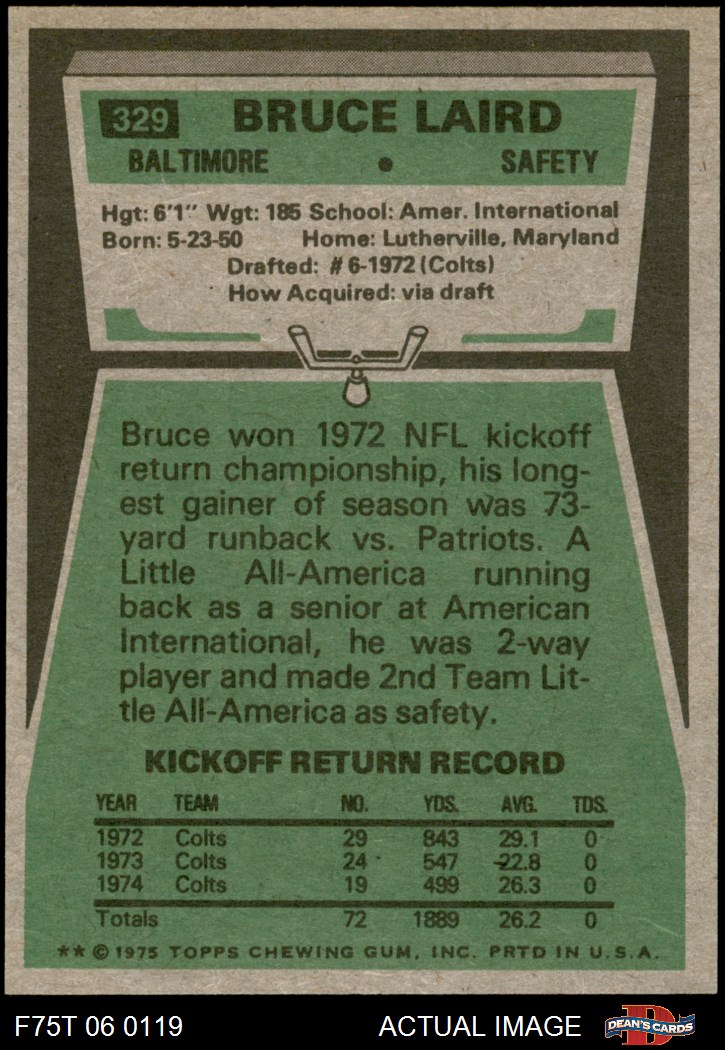 329 BRUCE LAIRD
BALTIMORE • SAFETY
Hgt: 6'1" Wgt: 185 School: Amer. International
Born: 5-23-50 Home: Lutherville, Maryland
Drafted: #6-1972 (Colts)
How Acquired: via draft
Bruce won 1972 NFL kickoff
return championship, his long-
est gainer of season was 73-
yard runback vs. Patriots. A
Little All-America running
back as a senior at American
International, he was 2-way
player and made 2nd Team Lit-
tle All-America as safety.
KICKOFF RETURN RECORD
YEAR TEAM NO. YDS. AVG. TDS.
1972 Colts 29 843 29.1 0
1973 Colts 24 547 22.8 0
1974 Colts 19 499 26.3 0
Totals 72 1889 26.2 0
** © 1975 TOPPS CHEWING GUM, INC. PRTD IN U.S.A.
F75T 06 0119 ACTUAL IMAGE D DEAN'S CARDS